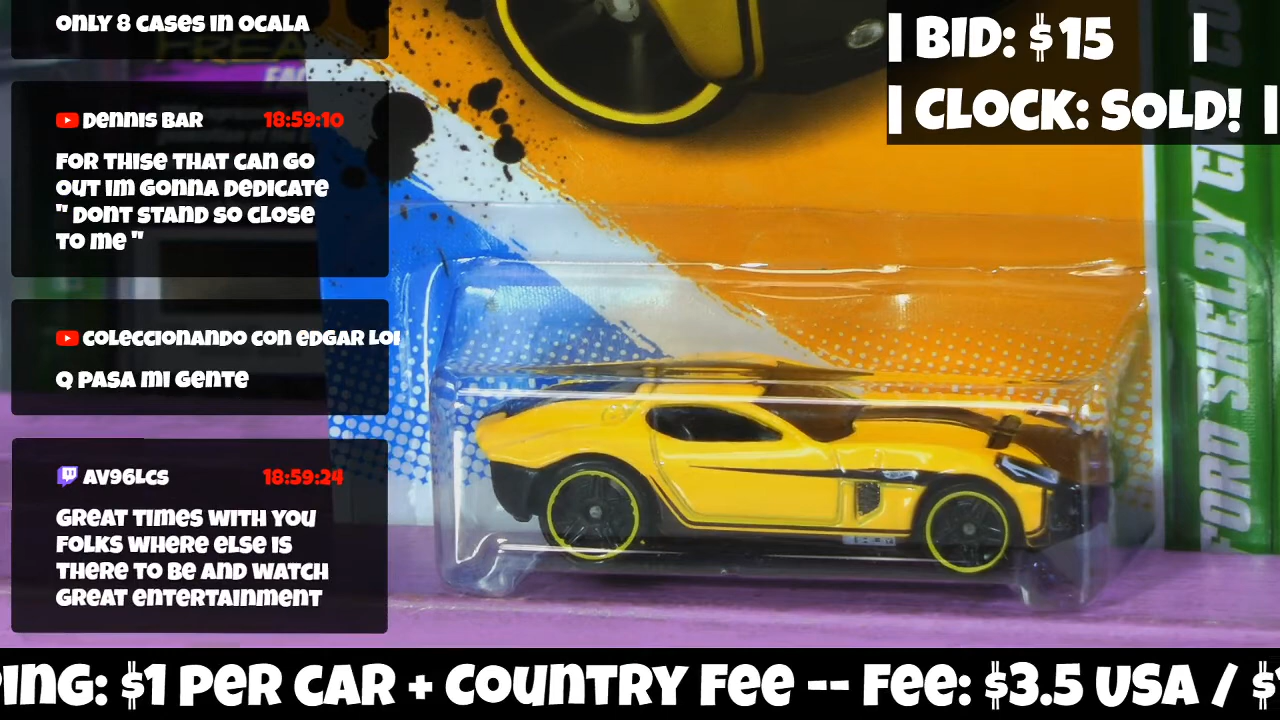 ONLY 8 CASES IN OCALA
DENNIS BAR 18:59:10
FOR THISE THAT CAN GO
OUT IM GONNA DEDICATE
" DONT STAND SO CLOSE
TO ME "
COLECCIONANDO CON EDGAR
Q PASA MI GENTE
AV96LCS 18:59:24
GREAT TIMES WITH YOU
FOLKS WHERE ELSE IS
THERE TO BE AND WATCH
GREAT ENTERTAINMENT
| BID: $15 |
| CLOCK: SOLD! |
FORD SHELBY
PING: $1 PER CAR + COUNTRY FEE -- FEE: $3.5 USA / $